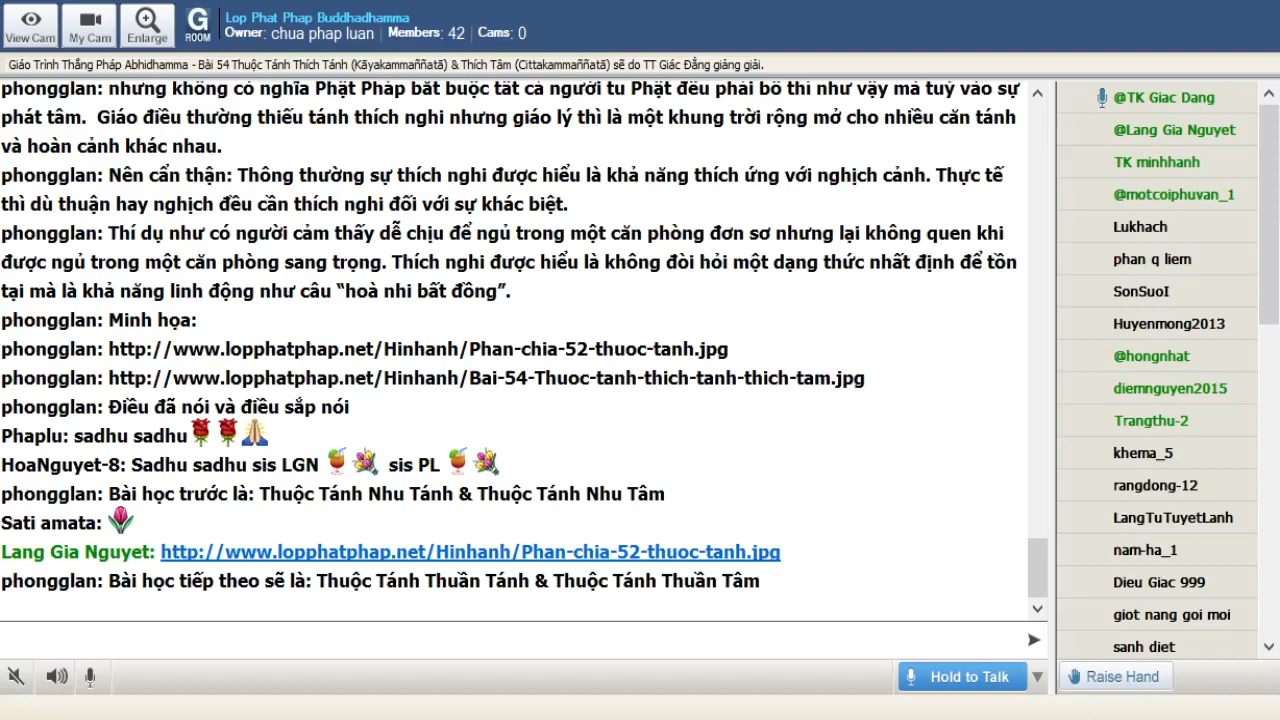 View Cam
My Cam
Enlarge
G
ROOM
Lop Phat Phap Buddhadhamma
Owner: chua phap luan | Members: 42 | Cams: 0
Giáo Trình Thắng Pháp Abhidhamma - Bài 54 Thuộc Tánh Thích Tánh (Kāyakammaññatā) & Thích Tâm (Cittakammaññatā) sẽ do TT Giác Đẳng giảng giải.
phongglan: nhưng không có nghĩa Phật Pháp bắt buộc tất cả người tu Phật đều phải bố thí như vậy mà tuỳ vào sự
phát tâm.  Giáo điều thường thiếu tánh thích nghi nhưng giáo lý thì là một khung trời rộng mở cho nhiều căn tánh
và hoàn cảnh khác nhau.
phongglan: Nên cẩn thận: Thông thường sự thích nghi được hiểu là khả năng thích ứng với nghịch cảnh. Thực tế
thì dù thuận hay nghịch đều cần thích nghi đối với sự khác biệt.
phongglan: Thí dụ như có người cảm thấy dễ chịu để ngủ trong một căn phòng đơn sơ nhưng lại không quen khi
được ngủ trong một căn phòng sang trọng. Thích nghi được hiểu là không đòi hỏi một dạng thức nhất định để tồn
tại mà là khả năng linh động như câu “hoà nhi bất đồng”.
phongglan: Minh họa:
phongglan: http://www.lopphatphap.net/Hinhanh/Phan-chia-52-thuoc-tanh.jpg
phongglan: http://www.lopphatphap.net/Hinhanh/Bai-54-Thuoc-tanh-thich-tanh-thich-tam.jpg
phongglan: Điều đã nói và điều sắp nói
Phaplu: sadhu sadhu
HoaNguyet-8: Sadhu sadhu sis LGN sis PL
phongglan: Bài học trước là: Thuộc Tánh Nhu Tánh & Thuộc Tánh Nhu Tâm
Sati amata:
Lang Gia Nguyet: http://www.lopphatphap.net/Hinhanh/Phan-chia-52-thuoc-tanh.jpg
phongglan: Bài học tiếp theo sẽ là: Thuộc Tánh Thuần Tánh & Thuộc Tánh Thuần Tâm
Hold to Talk
@TK Giac Dang
@Lang Gia Nguyet
TK minhhanh
@motcoiphuvan_1
Lukhach
phan q liem
SonSuoI
Huyenmong2013
@hongnhat
diemnguyen2015
Trangthu-2
khema_5
rangdong-12
LangTuTuyetLanh
nam-ha_1
Dieu Giac 999
giot nang goi moi
sanh diet
Raise Hand